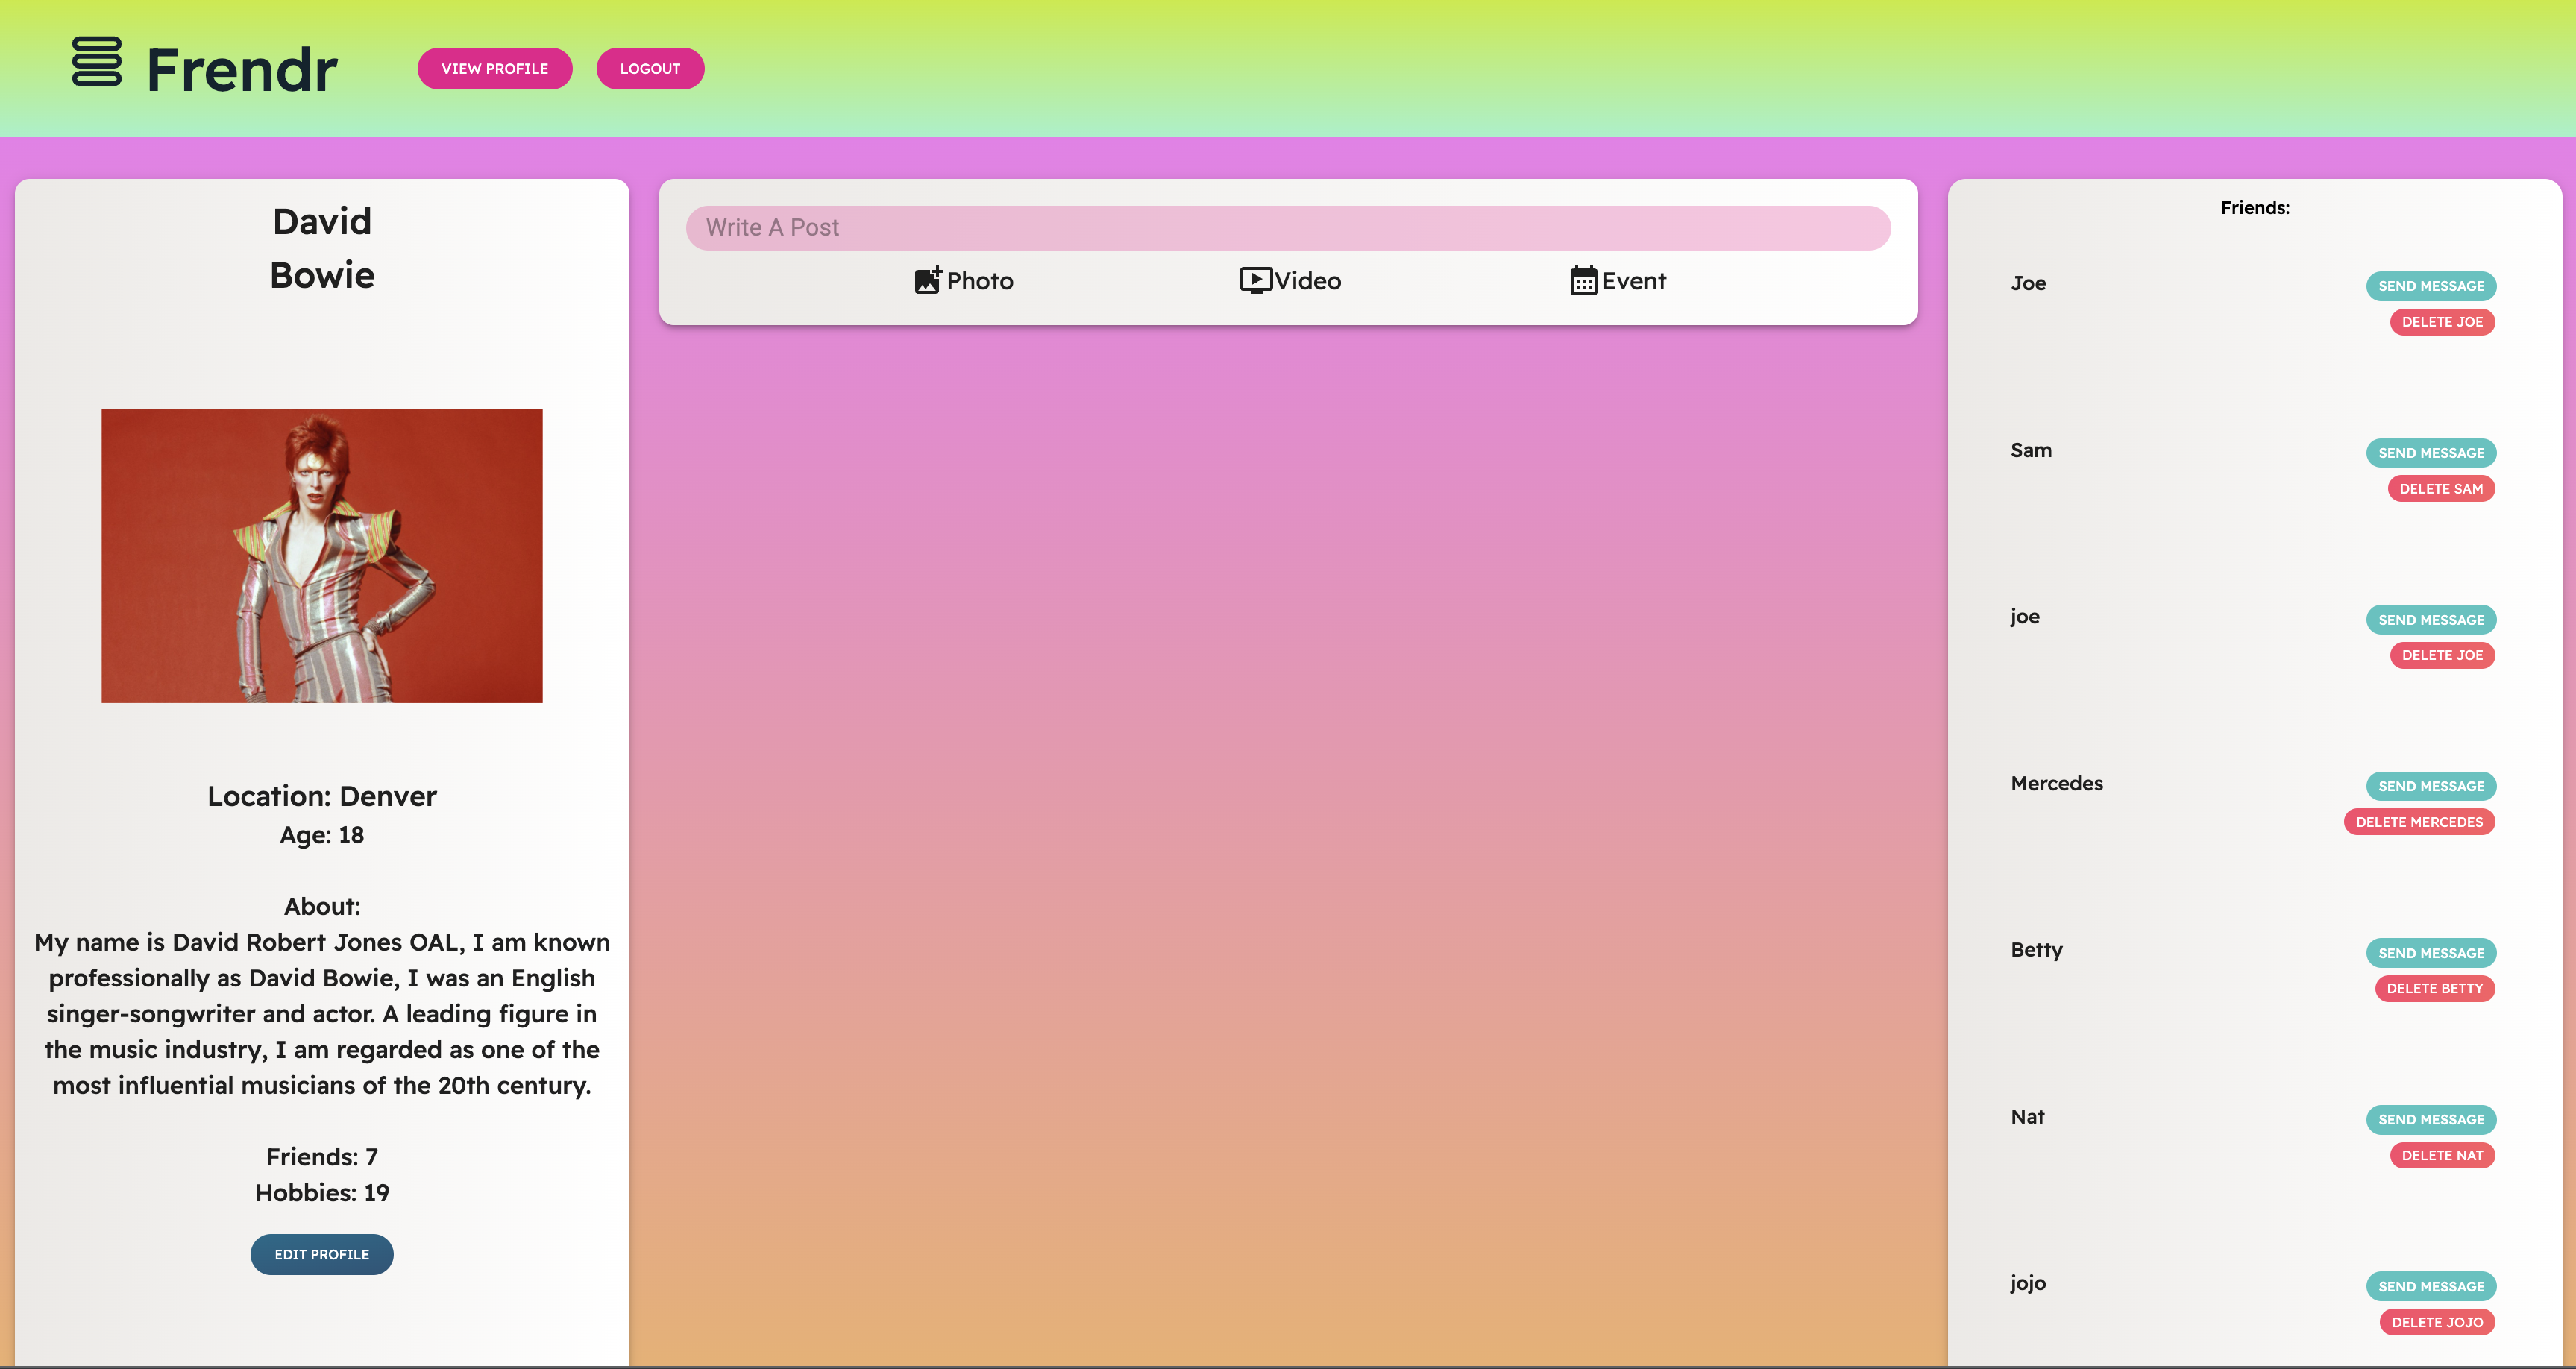 Frendr
VIEW PROFILE
LOGOUT
David
Bowie
Location: Denver
Age: 18
About:
My name is David Robert Jones OAL, I am known
professionally as David Bowie, I was an English
singer-songwriter and actor. A leading figure in
the music industry, I am regarded as one of the
most influential musicians of the 20th century.
Friends: 7
Hobbies: 19
EDIT PROFILE
Write A Post
Photo
Video
Event
Friends:
Joe
SEND MESSAGE
DELETE JOE
Sam
SEND MESSAGE
DELETE SAM
joe
SEND MESSAGE
DELETE JOE
Mercedes
SEND MESSAGE
DELETE MERCEDES
Betty
SEND MESSAGE
DELETE BETTY
Nat
SEND MESSAGE
DELETE NAT
jojo
SEND MESSAGE
DELETE JOJO